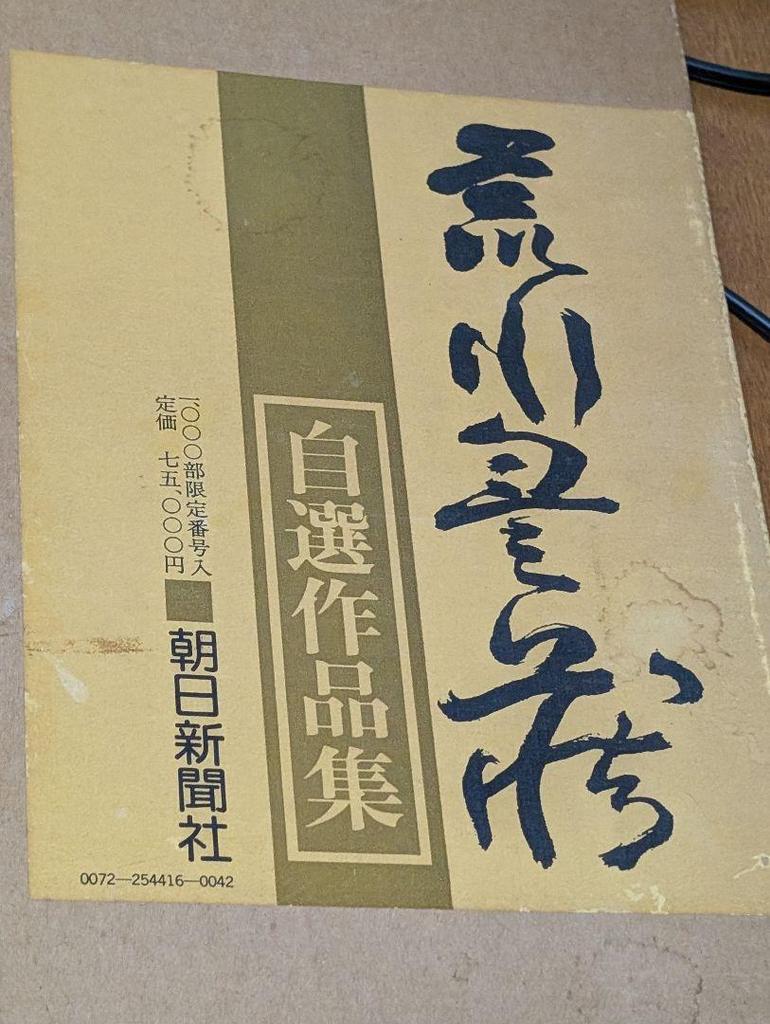 荒川豊蔵
自選作品集
一、〇〇〇部限定番号入
定価 七五、〇〇〇円
朝日新聞社
0072—254416—0042